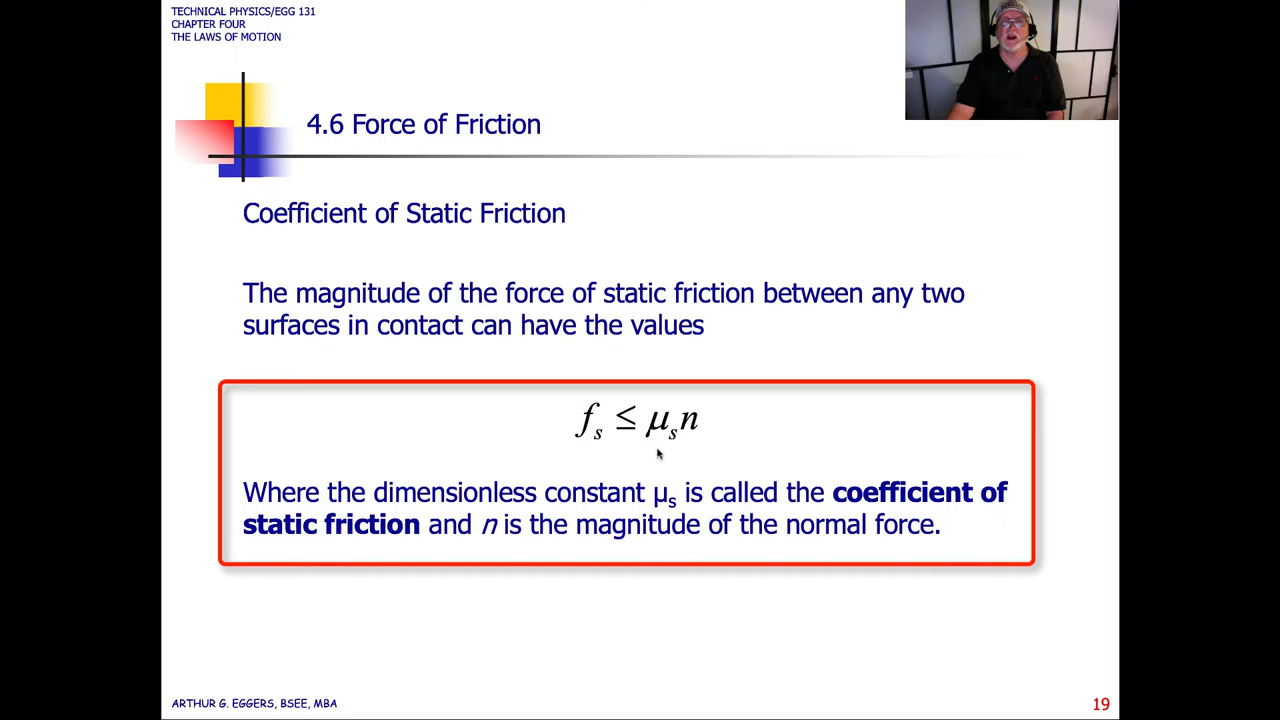 TECHNICAL PHYSICS/EGG 131
CHAPTER FOUR
THE LAWS OF MOTION
4.6 Force of Friction
Coefficient of Static Friction
The magnitude of the force of static friction between any two
surfaces in contact can have the values
fₛ ≤ μₛn
Where the dimensionless constant μₛ is called the coefficient of
static friction and n is the magnitude of the normal force.
ARTHUR G. EGGERS, BSEE, MBA
19